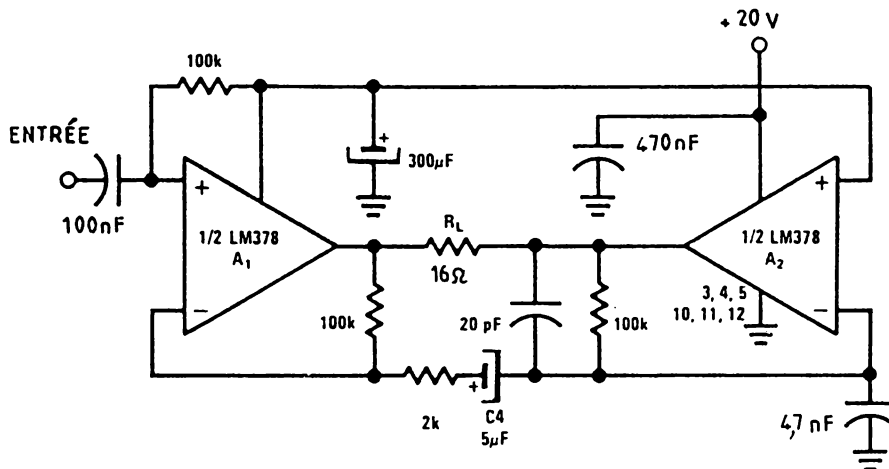 + 20 V
100k
ENTRÉE
+
470nF
+
300µF
+
100nF
1/2 LM378
A1
RL
1/2 LM378
A2
16Ω
3, 4, 5
10, 11, 12
−
−
100k
20 pF
100k
+
2k
C4
5µF
4,7 nF